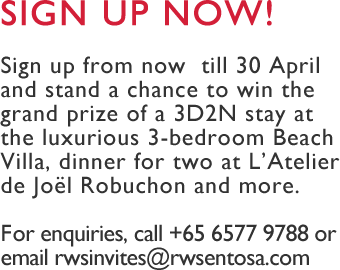 SIGN UP NOW!
Sign up from now till 30 April
and stand a chance to win the
grand prize of a 3D2N stay at
the luxurious 3-bedroom Beach
Villa, dinner for two at L’Atelier
de Joël Robuchon and more.
For enquiries, call +65 6577 9788 or
email rwsinvites@rwsentosa.com